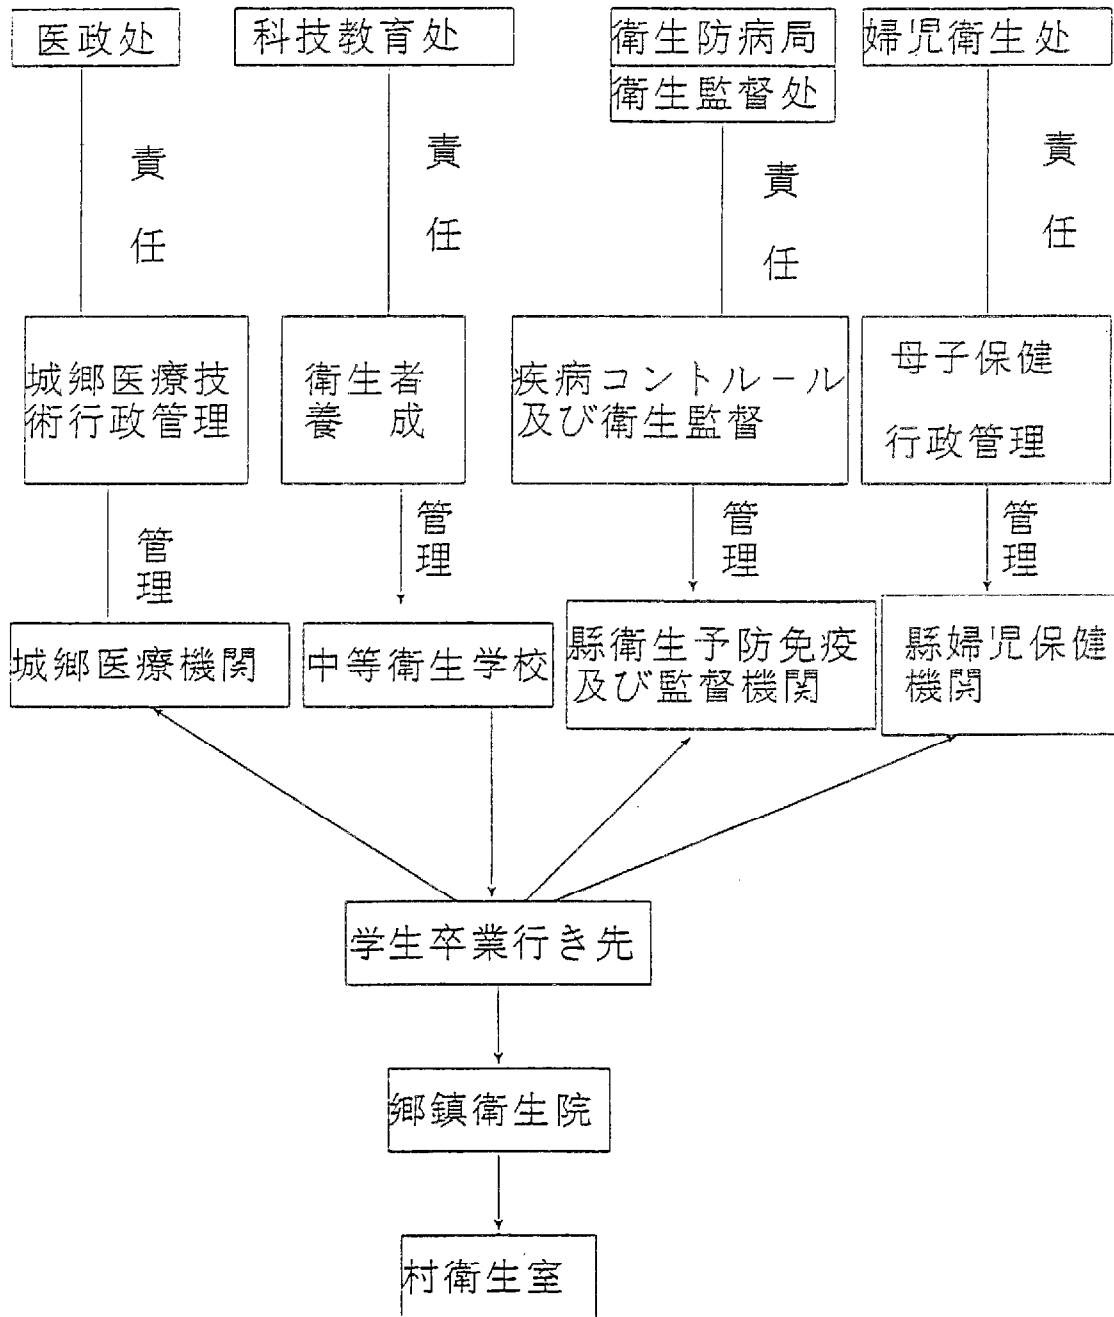 医政处
科技教育处
衛生防病局
衛生監督处
婦児衛生处
責任
責任
責任
責任
城郷医療技
術行政管理
衛生者
養 成
疾病コントルール
及び衛生監督
母子保健
行政管理
管理
管理
管理
管理
城郷医療機関
中等衛生学校
縣衛生予防免疫
及び監督機関
縣婦児保健
機関
学生卒業行き先
郷鎮衛生院
村衛生室